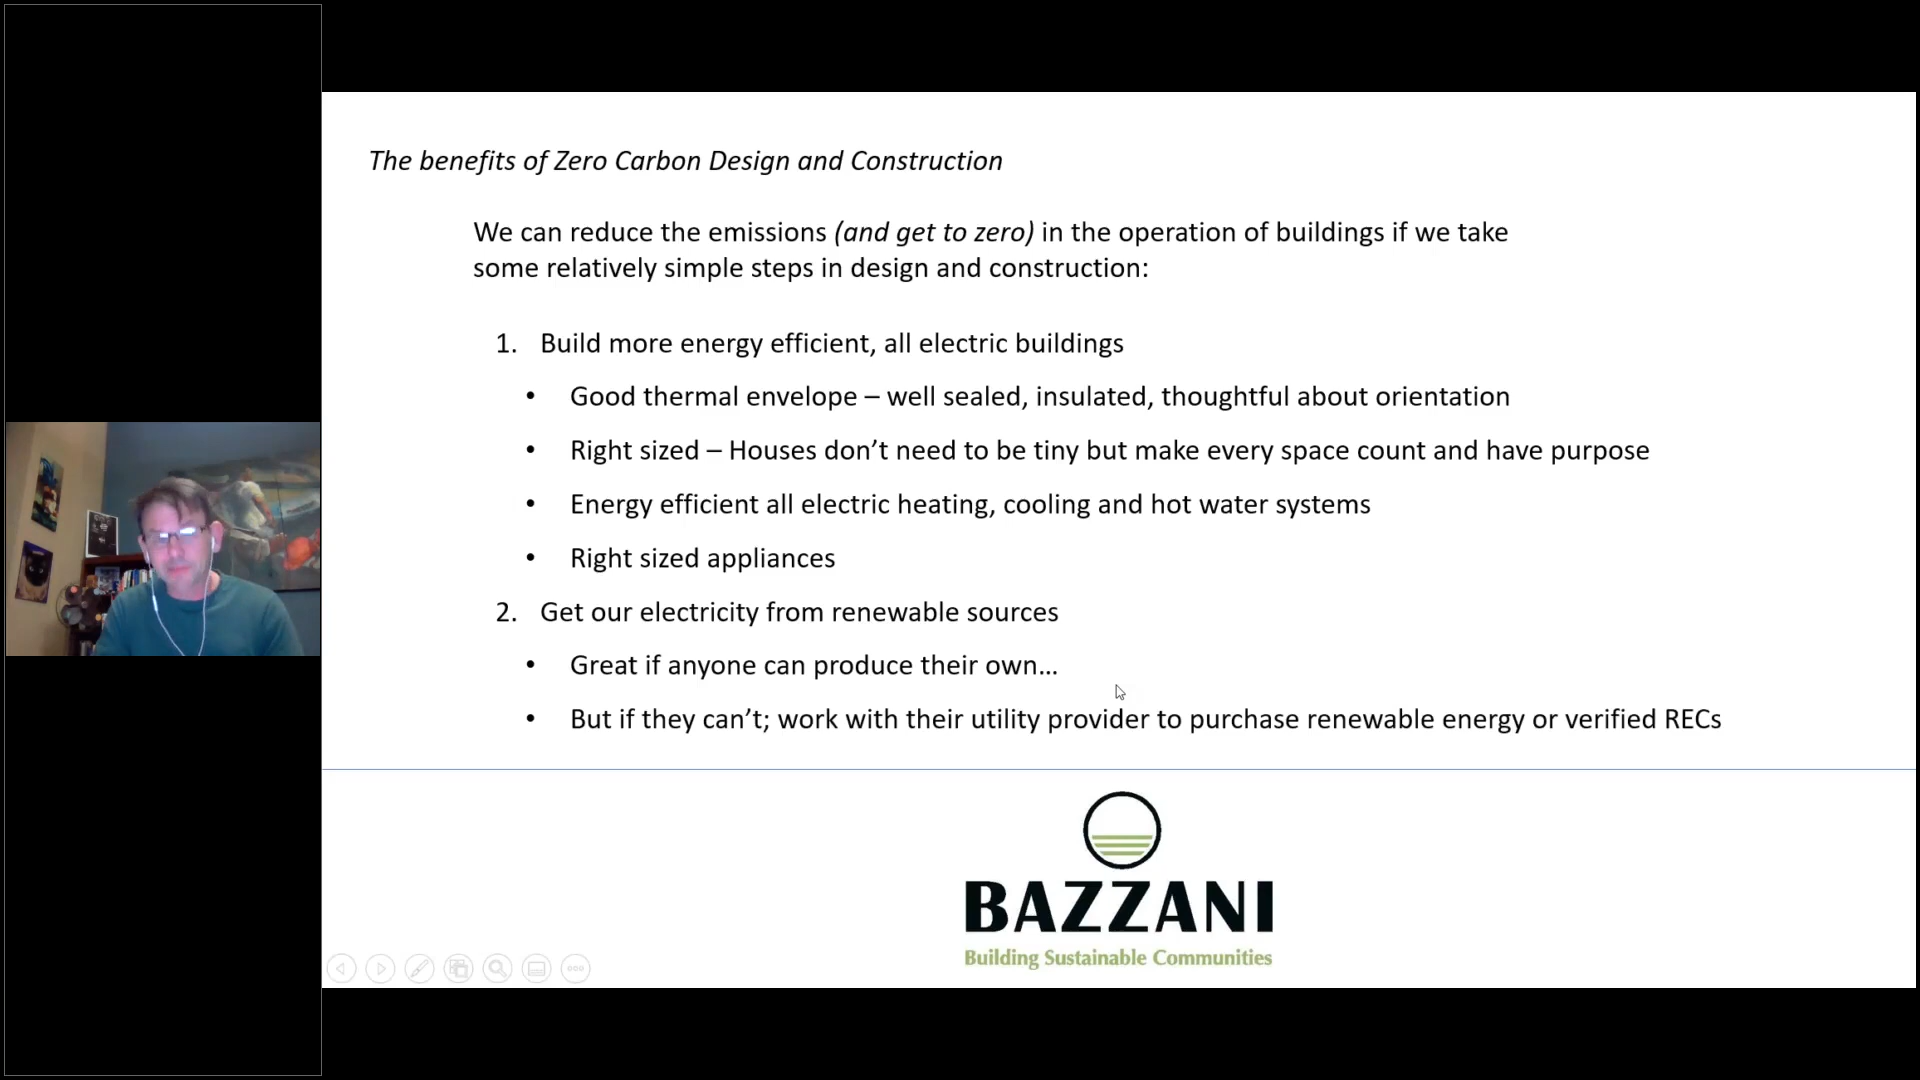 The benefits of Zero Carbon Design and Construction
We can reduce the emissions (and get to zero) in the operation of buildings if we take
some relatively simple steps in design and construction:
1. Build more energy efficient, all electric buildings
• Good thermal envelope – well sealed, insulated, thoughtful about orientation
• Right sized – Houses don’t need to be tiny but make every space count and have purpose
• Energy efficient all electric heating, cooling and hot water systems
• Right sized appliances
2. Get our electricity from renewable sources
• Great if anyone can produce their own…
• But if they can’t; work with their utility provider to purchase renewable energy or verified RECs
BAZZANI
Building Sustainable Communities